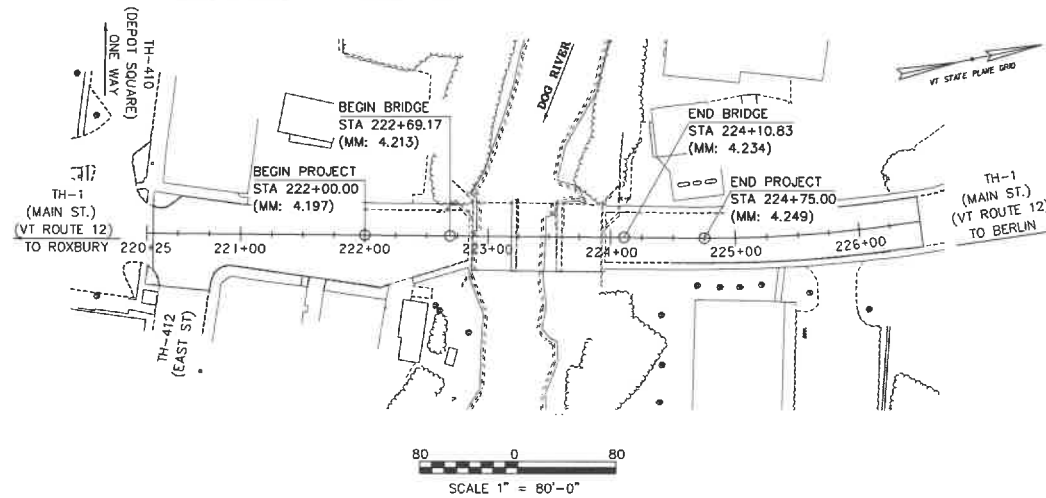 TH-410
(DEPOT SQUARE)
ONE WAY
DOG RIVER
VT STATE PLANE GRID
BEGIN BRIDGE
STA 222+69.17
(MM: 4.213)
END BRIDGE
STA 224+10.83
(MM: 4.234)
BEGIN PROJECT
STA 222+00.00
(MM: 4.197)
END PROJECT
STA 224+75.00
(MM: 4.249)
TH-1
(MAIN ST.)
(VT ROUTE 12)
TO ROXBURY
TH-1
(MAIN ST.)
(VT ROUTE 12)
TO BERLIN
220+25
221+00
222+00
223+00
224+00
225+00
226+00
TH-412
(EAST ST)
80 0 80
SCALE 1" = 80'-0"